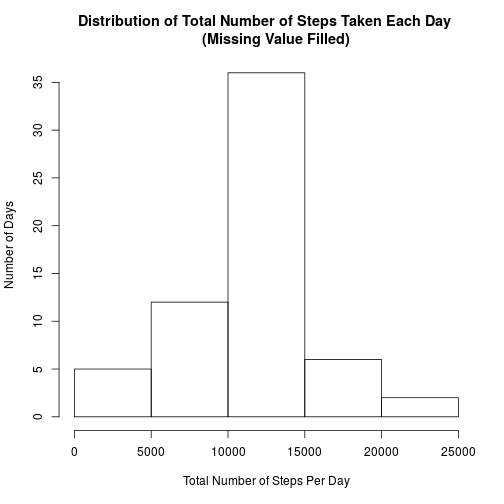 Distribution of Total Number of Steps Taken Each Day
(Missing Value Filled)
Number of Days
35
30
25
20
15
10
5
0
0 5000 10000 15000 20000 25000
Total Number of Steps Per Day